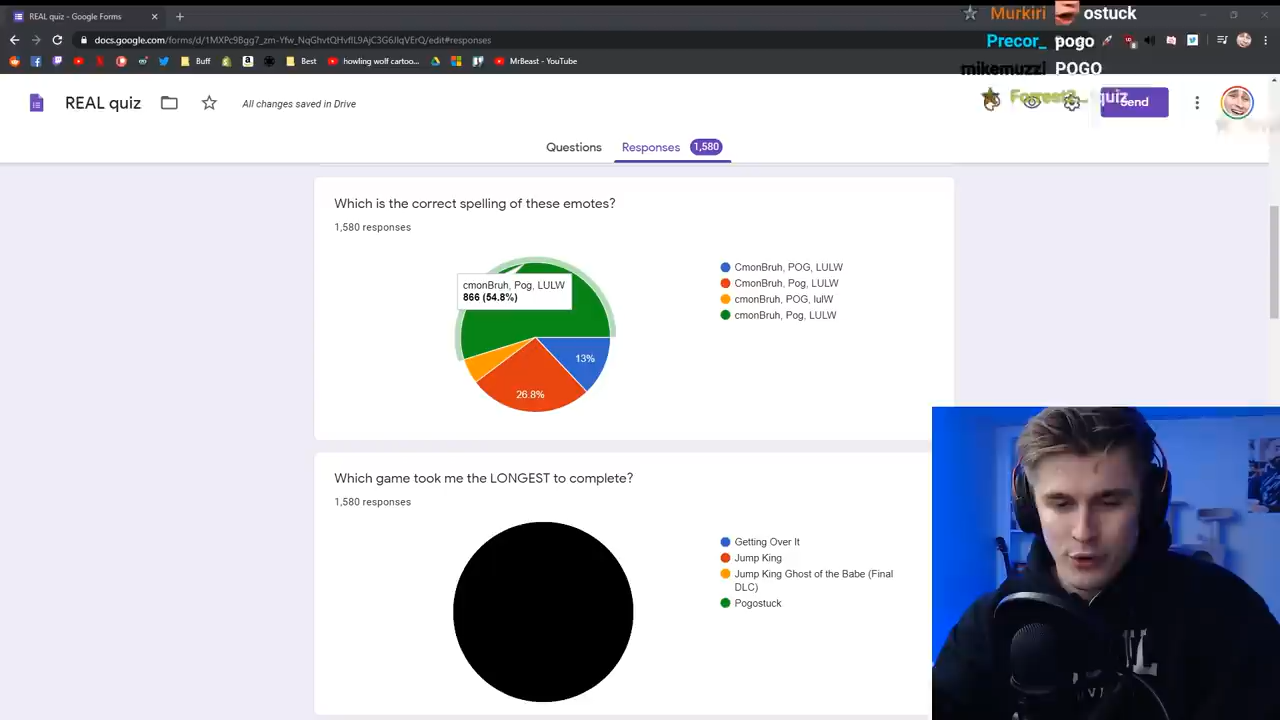 REAL quiz - Google Forms
Murkiri ostuck
docs.google.com/forms/d/1MXPc9Bgg7_zm-Yfw_NqGhvtQHvflL9AjC3G6JlqVErQ/edit#responses
Precor_ pogo
Buff
Best
howling wolf cartoo...
MrBeast - YouTube
mikemuzzi POGO
REAL quiz
All changes saved in Drive
Forrest2_ quiz
Send
Questions
Responses 1,580
Which is the correct spelling of these emotes?
1,580 responses
cmonBruh, Pog, LULW
866 (54.8%)
13%
26.8%
CmonBruh, POG, LULW
CmonBruh, Pog, LULW
cmonBruh, POG, lulW
cmonBruh, Pog, LULW
Which game took me the LONGEST to complete?
1,580 responses
Getting Over It
Jump King
Jump King Ghost of the Babe (Final
DLC)
Pogostuck